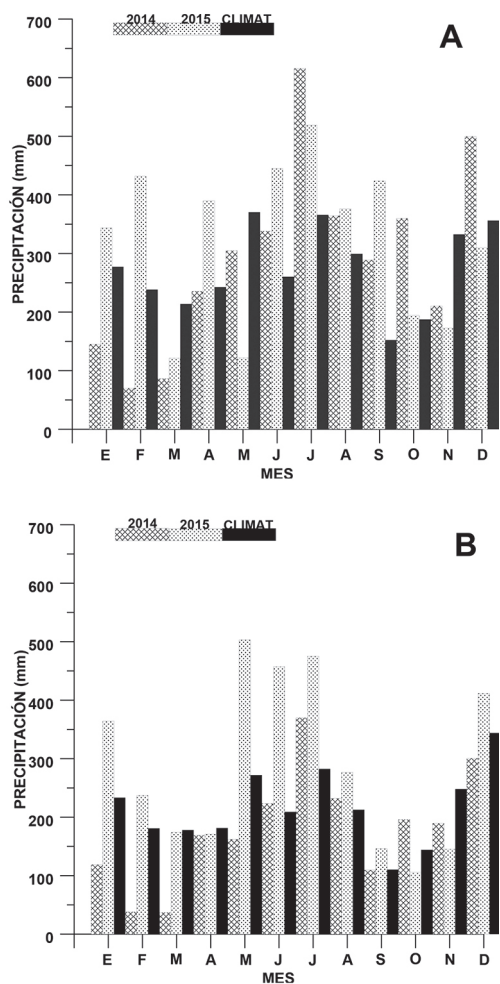 700
2014 2015 CLIMAT
A
600
500
400
300
200
100
0
PRECIPITACIÓN (mm)
E F M A M J J A S O N D
MES
700
2014 2015 CLIMAT
B
600
500
400
300
200
100
0
PRECIPITACIÓN (mm)
E F M A M J J A S O N D
MES